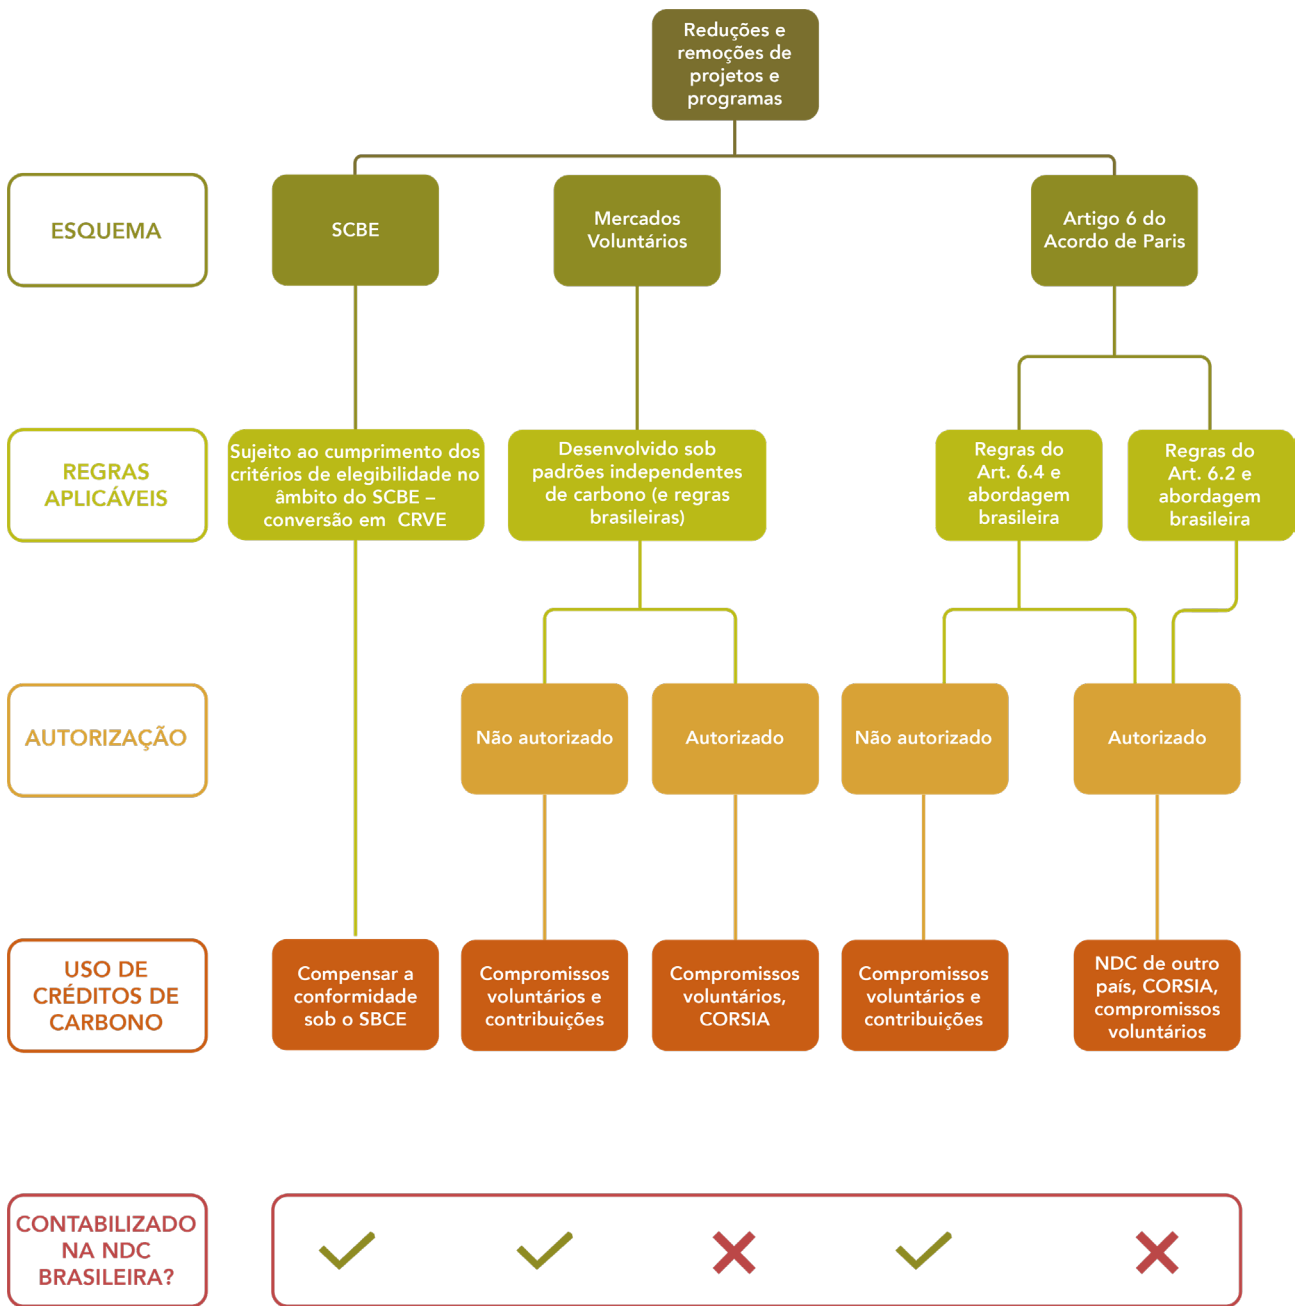 Reduções e
remoções de
projetos e
programas
ESQUEMA
SCBE
Mercados
Voluntários
Artigo 6 do
Acordo de Paris
REGRAS
APLICÁVEIS
Sujeito ao cumprimento dos
critérios de elegibilidade no
âmbito do SCBE –
conversão em CRVE
Desenvolvido sob
padrões independentes
de carbono (e regras
brasileiras)
Regras do
Art. 6.4 e
abordagem
brasileira
Regras do
Art. 6.2 e
abordagem
brasileira
AUTORIZAÇÃO
Não autorizado
Autorizado
Não autorizado
Autorizado
USO DE
CRÉDITOS DE
CARBONO
Compensar a
conformidade
sob o SBCE
Compromissos
voluntários e
contribuições
Compromissos
voluntários,
CORSIA
Compromissos
voluntários e
contribuições
NDC de outro
país, CORSIA,
compromissos
voluntários
CONTABILIZADO
NA NDC
BRASILEIRA?